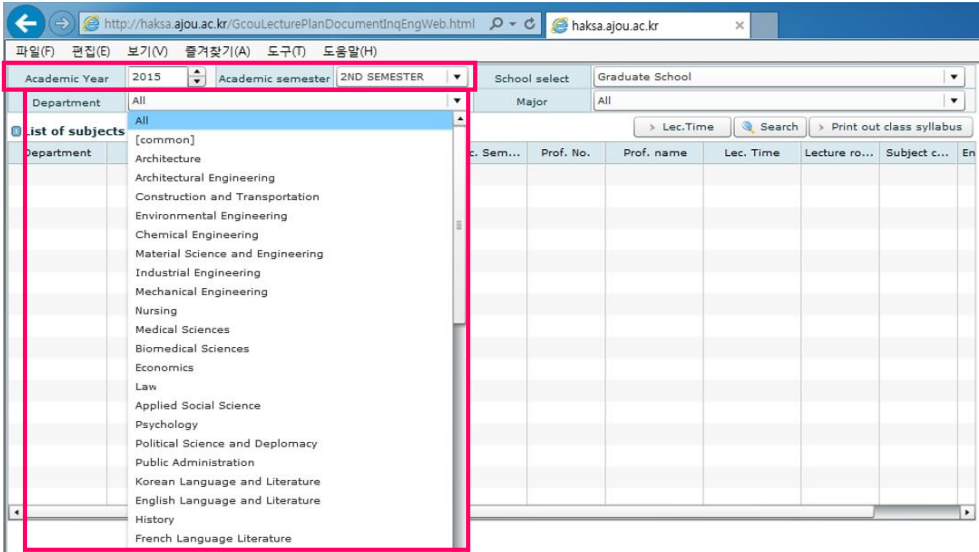 http://haksa.ajou.ac.kr/GcouLecturePlanDocumentInqEngWeb.html haksa.ajou.ac.kr
파일(F) 편집(E) 보기(V) 즐겨찾기(A) 도구(T) 도움말(H)
Academic Year 2015 Academic semester 2ND SEMESTER School select Graduate School
Department All Major All
List of subjects Lec.Time Search Print out class syllabus
Department c. Sem... Prof. No. Prof. name Lec. Time Lecture ro... Subject c... En
All
[common]
Architecture
Architectural Engineering
Construction and Transportation
Environmental Engineering
Chemical Engineering
Material Science and Engineering
Industrial Engineering
Mechanical Engineering
Nursing
Medical Sciences
Biomedical Sciences
Economics
Law
Applied Social Science
Psychology
Political Science and Deplomacy
Public Administration
Korean Language and Literature
English Language and Literature
History
French Language Literature